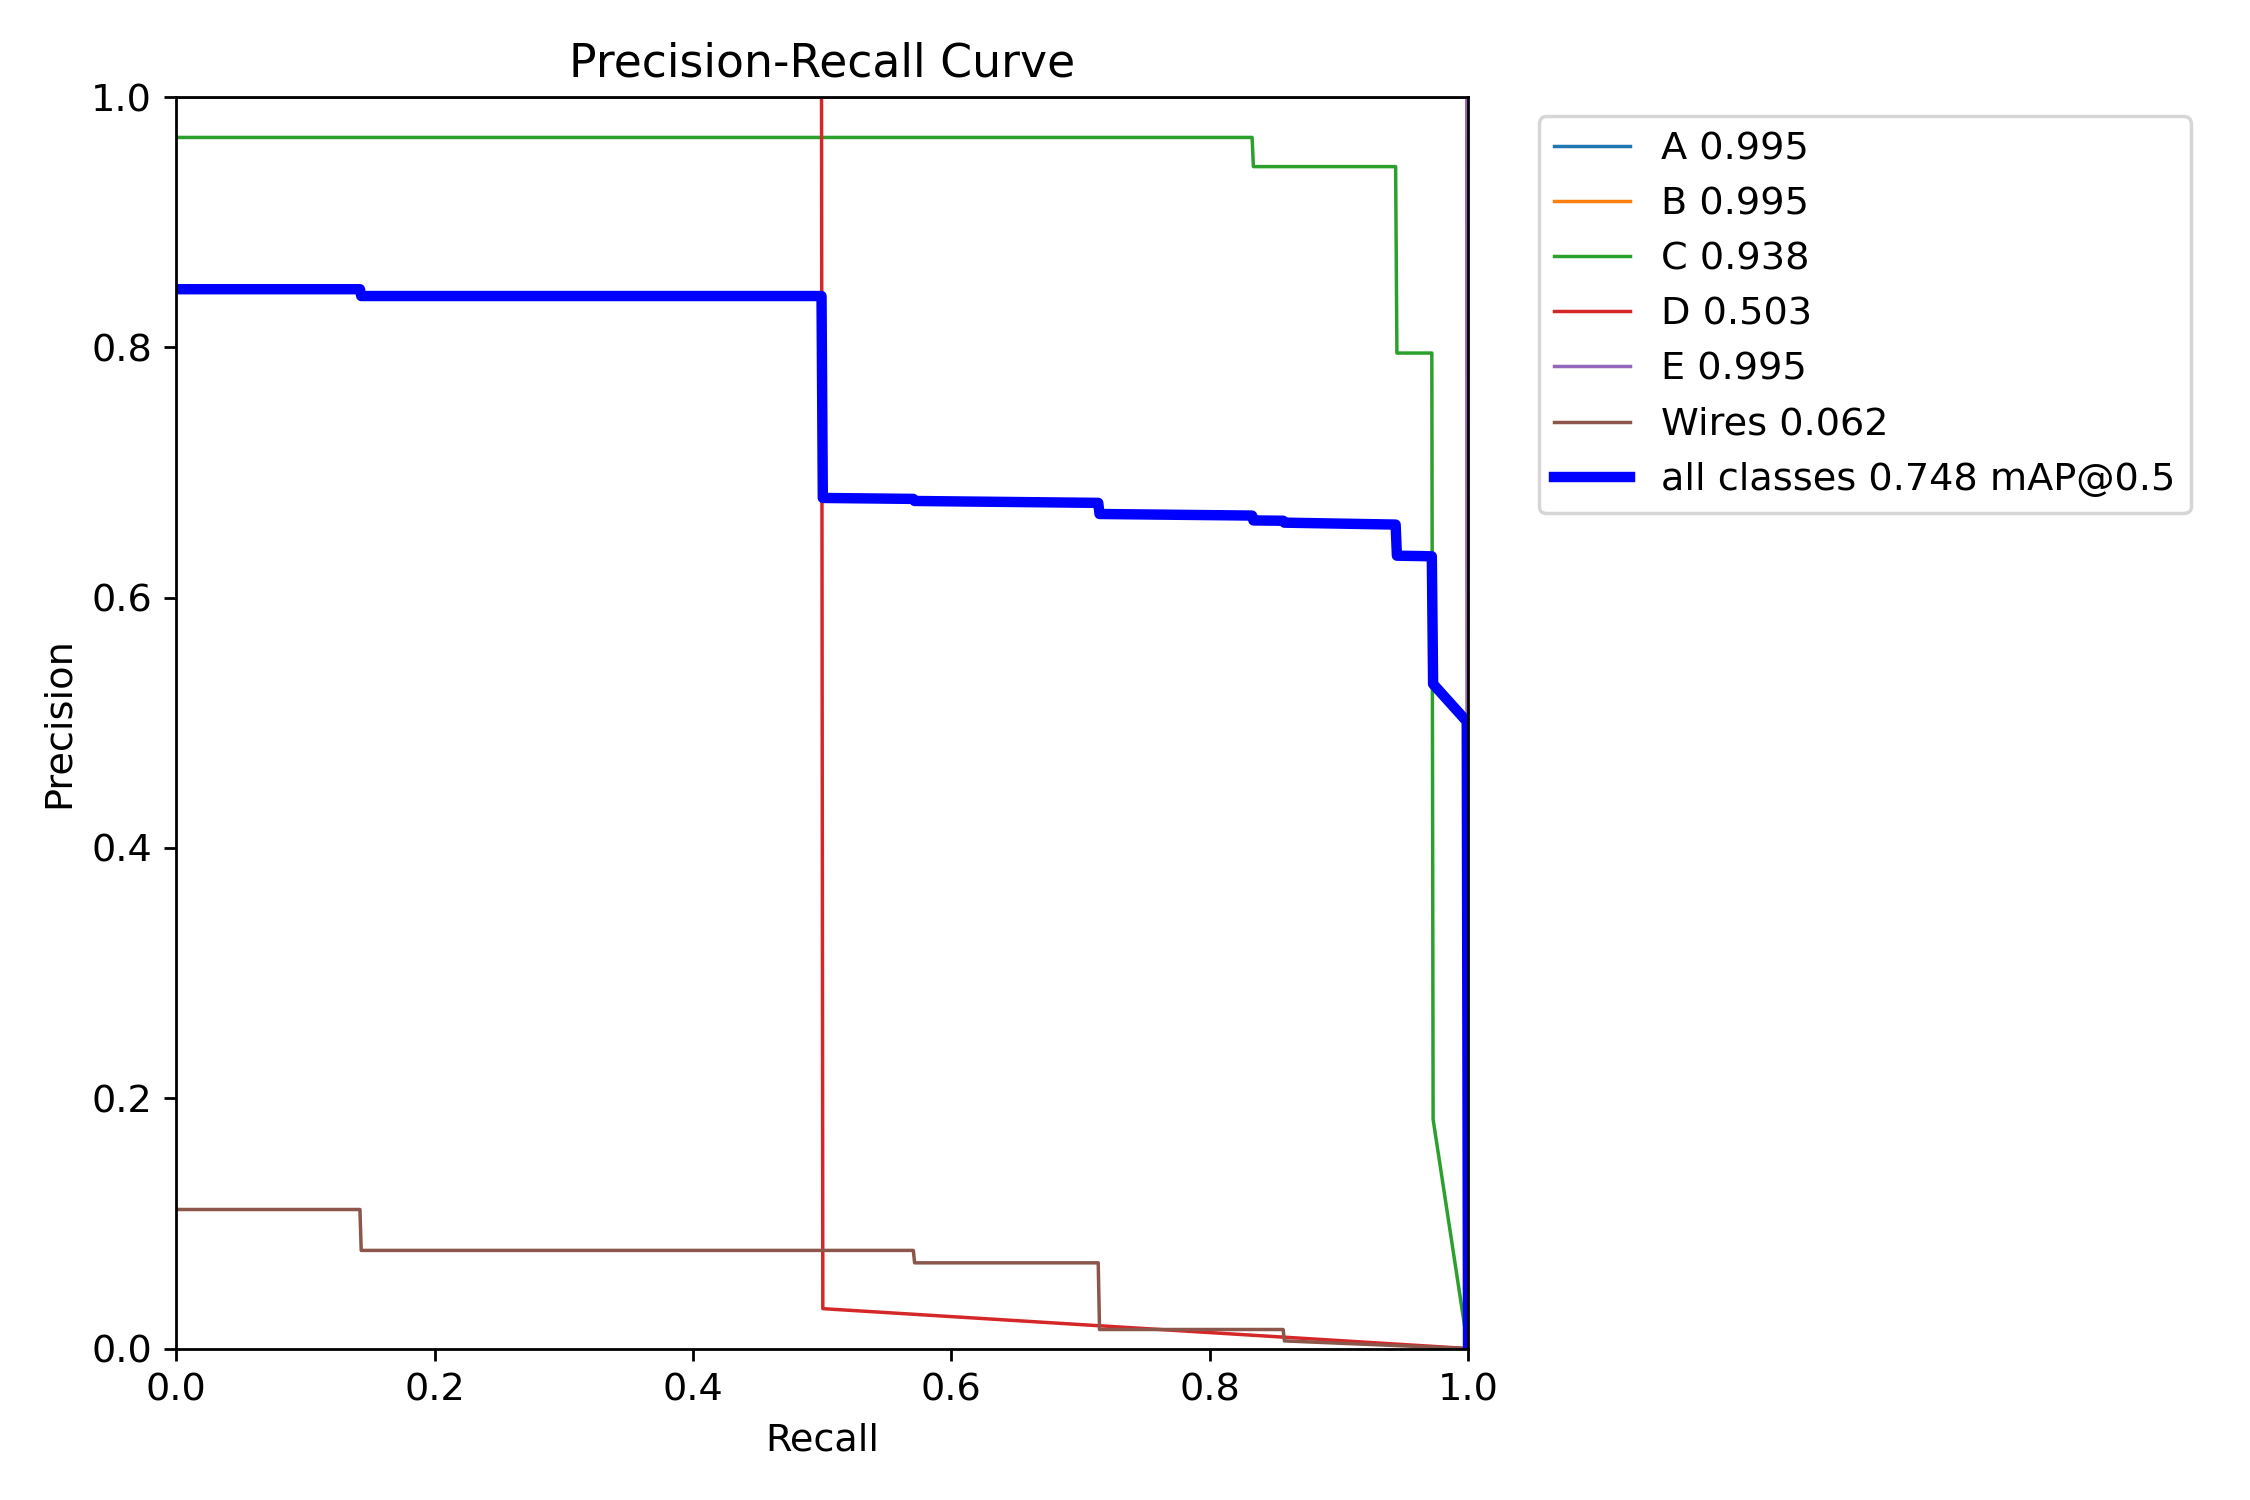 Precision-Recall Curve
1.0
0.8
0.6
0.4
0.2
0.0
Precision
0.0 0.2 0.4 0.6 0.8 1.0
Recall
A 0.995
B 0.995
C 0.938
D 0.503
E 0.995
Wires 0.062
all classes 0.748 mAP@0.5